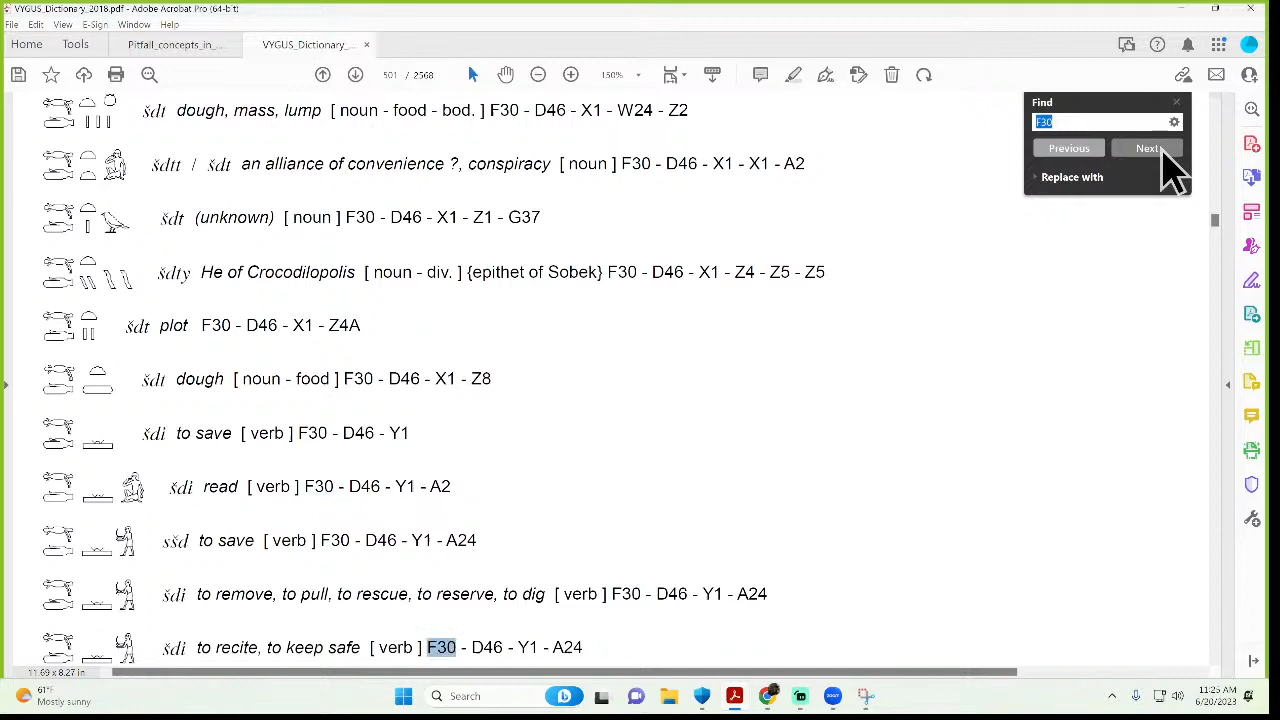 VYGUS_Dictionary_2018.pdf - Adobe Acrobat Pro (64-bit)
File Edit View E-Sign Window Help
Home Tools Pitfall_concepts_in_... VYGUS_Dictionary_... ×
501 / 2568 150%
šdt dough, mass, lump [ noun - food - bod. ] F30 - D46 - X1 - W24 - Z2
šdtt / šdt an alliance of convenience ?, conspiracy [ noun ] F30 - D46 - X1 - X1 - A2
šdt (unknown) [ noun ] F30 - D46 - X1 - Z1 - G37
šdty He of Crocodilopolis [ noun - div. ] {epithet of Sobek} F30 - D46 - X1 - Z4 - Z5 - Z5
šdt plot F30 - D46 - X1 - Z4A
šdt dough [ noun - food ] F30 - D46 - X1 - Z8
šdi to save [ verb ] F30 - D46 - Y1
šdi read [ verb ] F30 - D46 - Y1 - A2
sšd to save [ verb ] F30 - D46 - Y1 - A24
šdi to remove, to pull, to rescue, to reserve, to dig [ verb ] F30 - D46 - Y1 - A24
šdi to recite, to keep safe [ verb ] F30 - D46 - Y1 - A24
Find
F30
Previous Next
Replace with
11.69 x 8.27 in
61°F
Mostly sunny
Search
11:25 AM
6/20/2023